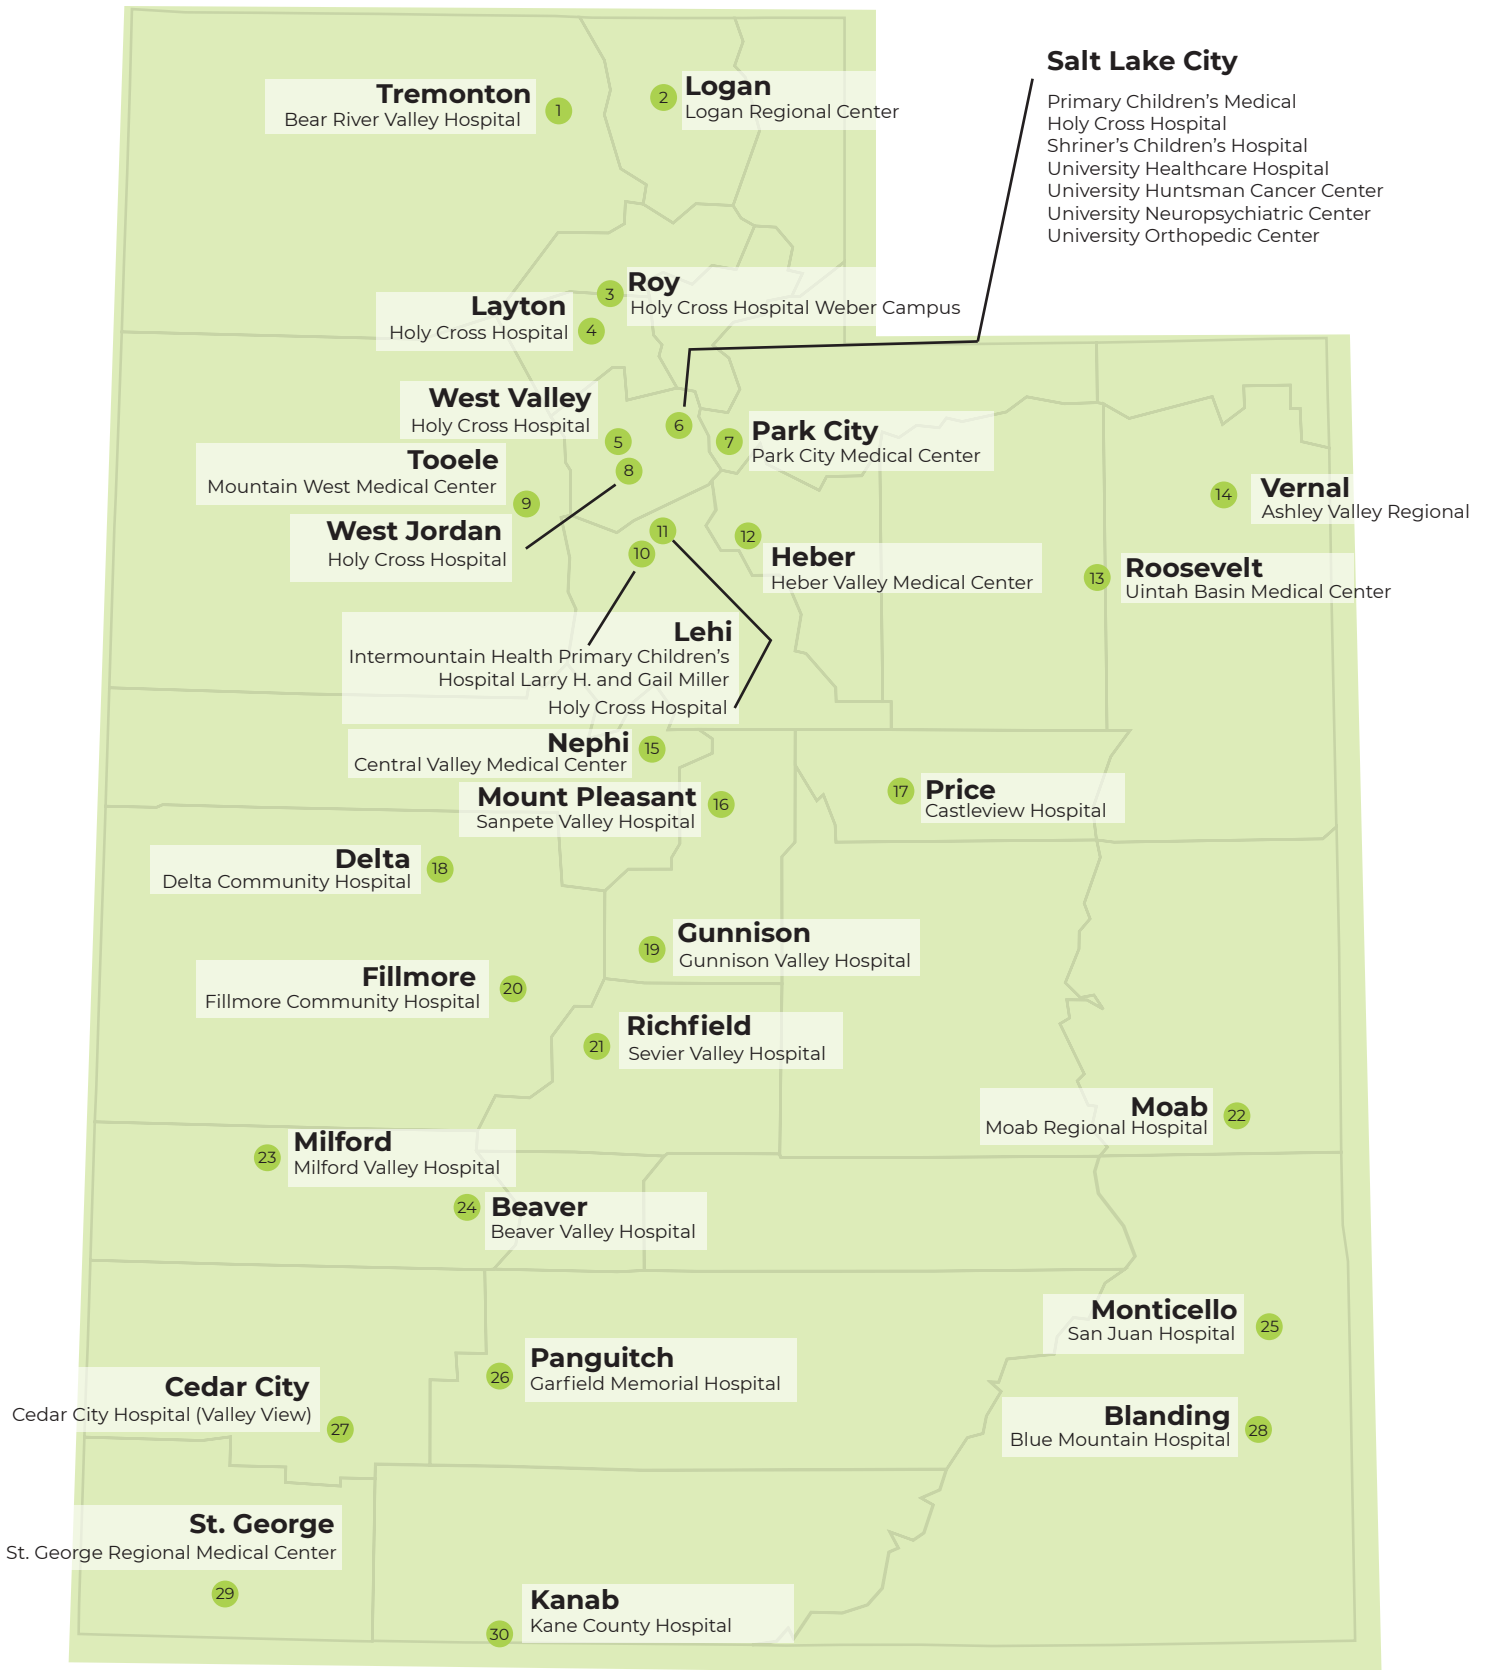 Salt Lake City
Primary Children's Medical
Holy Cross Hospital
Shriner's Children's Hospital
University Healthcare Hospital
University Huntsman Cancer Center
University Neuropsychiatric Center
University Orthopedic Center
Tremonton
Bear River Valley Hospital
1
2
Logan
Logan Regional Center
3
Roy
Holy Cross Hospital Weber Campus
Layton
Holy Cross Hospital
4
West Valley
Holy Cross Hospital
5
6
7
Park City
Park City Medical Center
Tooele
Mountain West Medical Center
8
9
West Jordan
Holy Cross Hospital
14
Vernal
Ashley Valley Regional
10
11
12
Heber
Heber Valley Medical Center
13
Roosevelt
Uintah Basin Medical Center
Lehi
Intermountain Health Primary Children's
Hospital Larry H. and Gail Miller
Holy Cross Hospital
Nephi
Central Valley Medical Center
15
Mount Pleasant
Sanpete Valley Hospital
16
17
Price
Castleview Hospital
Delta
Delta Community Hospital
18
19
Gunnison
Gunnison Valley Hospital
Fillmore
Fillmore Community Hospital
20
21
Richfield
Sevier Valley Hospital
Moab
Moab Regional Hospital
22
23
Milford
Milford Valley Hospital
24
Beaver
Beaver Valley Hospital
Monticello
San Juan Hospital
25
26
Panguitch
Garfield Memorial Hospital
Cedar City
Cedar City Hospital (Valley View)
27
Blanding
Blue Mountain Hospital
28
St. George
St. George Regional Medical Center
29
30
Kanab
Kane County Hospital